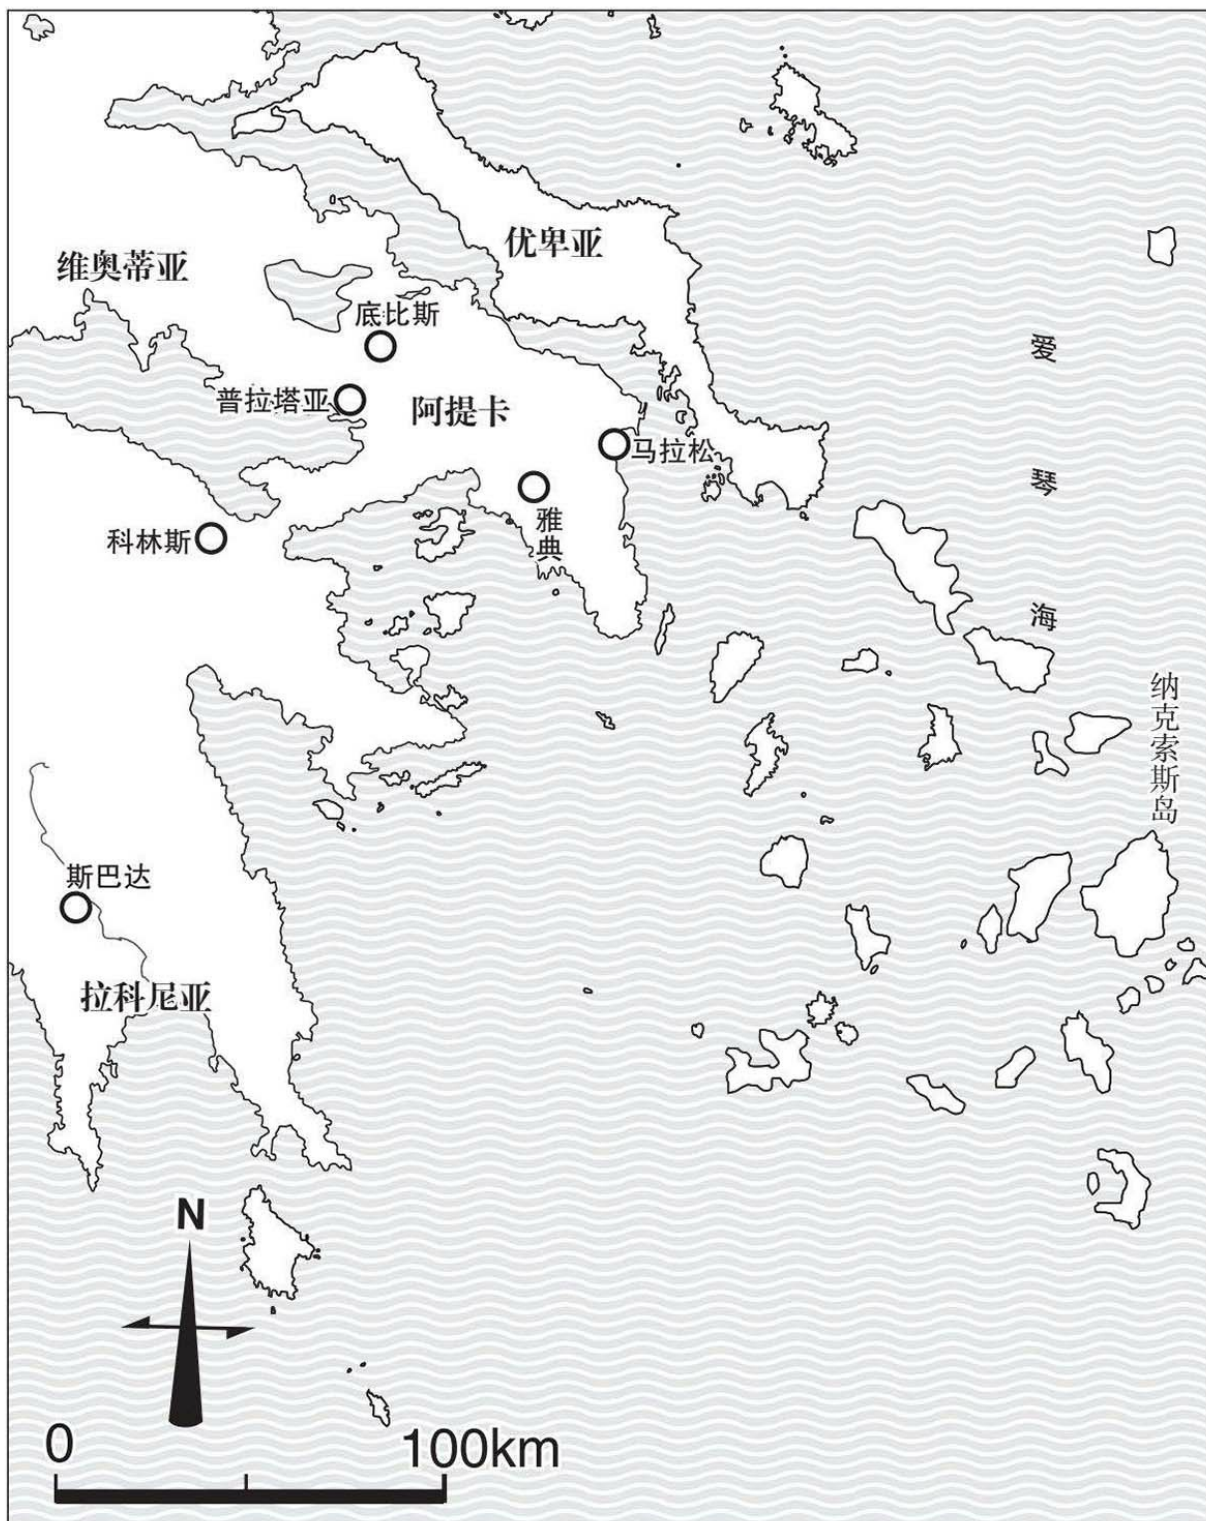 优卑亚
维奥蒂亚
底比斯
爱琴海
普拉塔亚
阿提卡
马拉松
雅典
科林斯
纳克索斯岛
斯巴达
拉科尼亚
N
0
100km